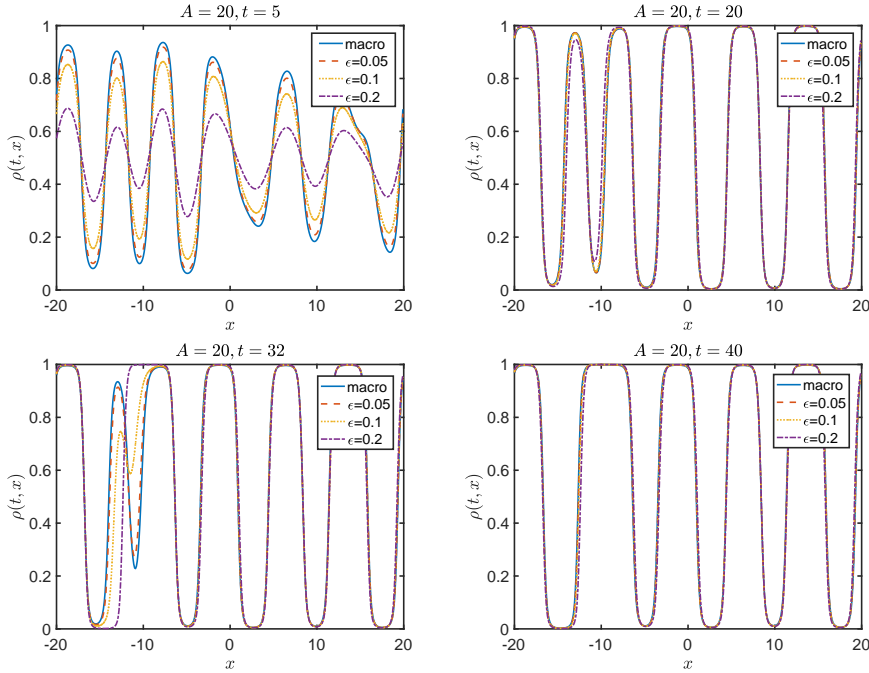 A = 20, t = 5
ρ(t, x)
1
0.8
0.6
0.4
0.2
0
-20 -10 0 10 20
x
macro
ϵ=0.05
ϵ=0.1
ϵ=0.2
A = 20, t = 20
ρ(t, x)
1
0.8
0.6
0.4
0.2
0
-20 -10 0 10 20
x
macro
ϵ=0.05
ϵ=0.1
ϵ=0.2
A = 20, t = 32
ρ(t, x)
1
0.8
0.6
0.4
0.2
0
-20 -10 0 10 20
x
macro
ϵ=0.05
ϵ=0.1
ϵ=0.2
A = 20, t = 40
ρ(t, x)
1
0.8
0.6
0.4
0.2
0
-20 -10 0 10 20
x
macro
ϵ=0.05
ϵ=0.1
ϵ=0.2